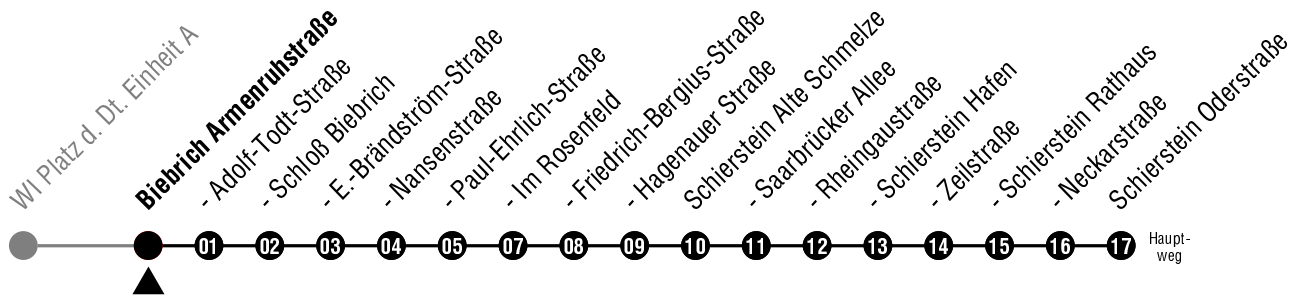 WI Platz d. Dt. Einheit A
Biebrich Armenruhstraße
- Adolf-Todt-Straße
- Schloß Biebrich
- E.-Brändström-Straße
- Nansenstraße
- Paul-Ehrlich-Straße
- Im Rosenfeld
- Friedrich-Bergius-Straße
- Hagenauer Straße
Schierstein Alte Schmelze
- Saarbrücker Allee
- Rheingaustraße
- Schierstein Hafen
- Zeilstraße
- Schierstein Rathaus
- Neckarstraße
Schierstein Oderstraße
01 02 03 04 05 07 08 09 10 11 12 13 14 15 16 17
Haupt-
weg